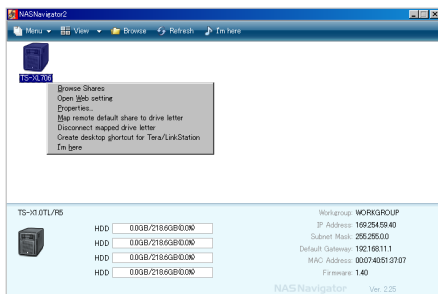 NASNavigator2
Menu View Browse Refresh I'm here
TS-XL706
Browse Shares
Open Web setting
Properties...
Map remote default share to drive letter
Disconnect mapped drive letter
Create desktop shortcut for Tera/LinkStation
I'm here
TS-X1.0TL/R5
Workgroup: WORKGROUP
IP Address: 169.254.59.40
Subnet Mask: 255.255.0.0
Default Gateway: 192.168.11.1
MAC Address: 00:07:40:51:37:07
Firmware: 1.40
HDD 0.0GB/218.6GB(0.0%)
HDD 0.0GB/218.6GB(0.0%)
HDD 0.0GB/218.6GB(0.0%)
HDD 0.0GB/218.6GB(0.0%)
NASNavigator Ver. 2.25